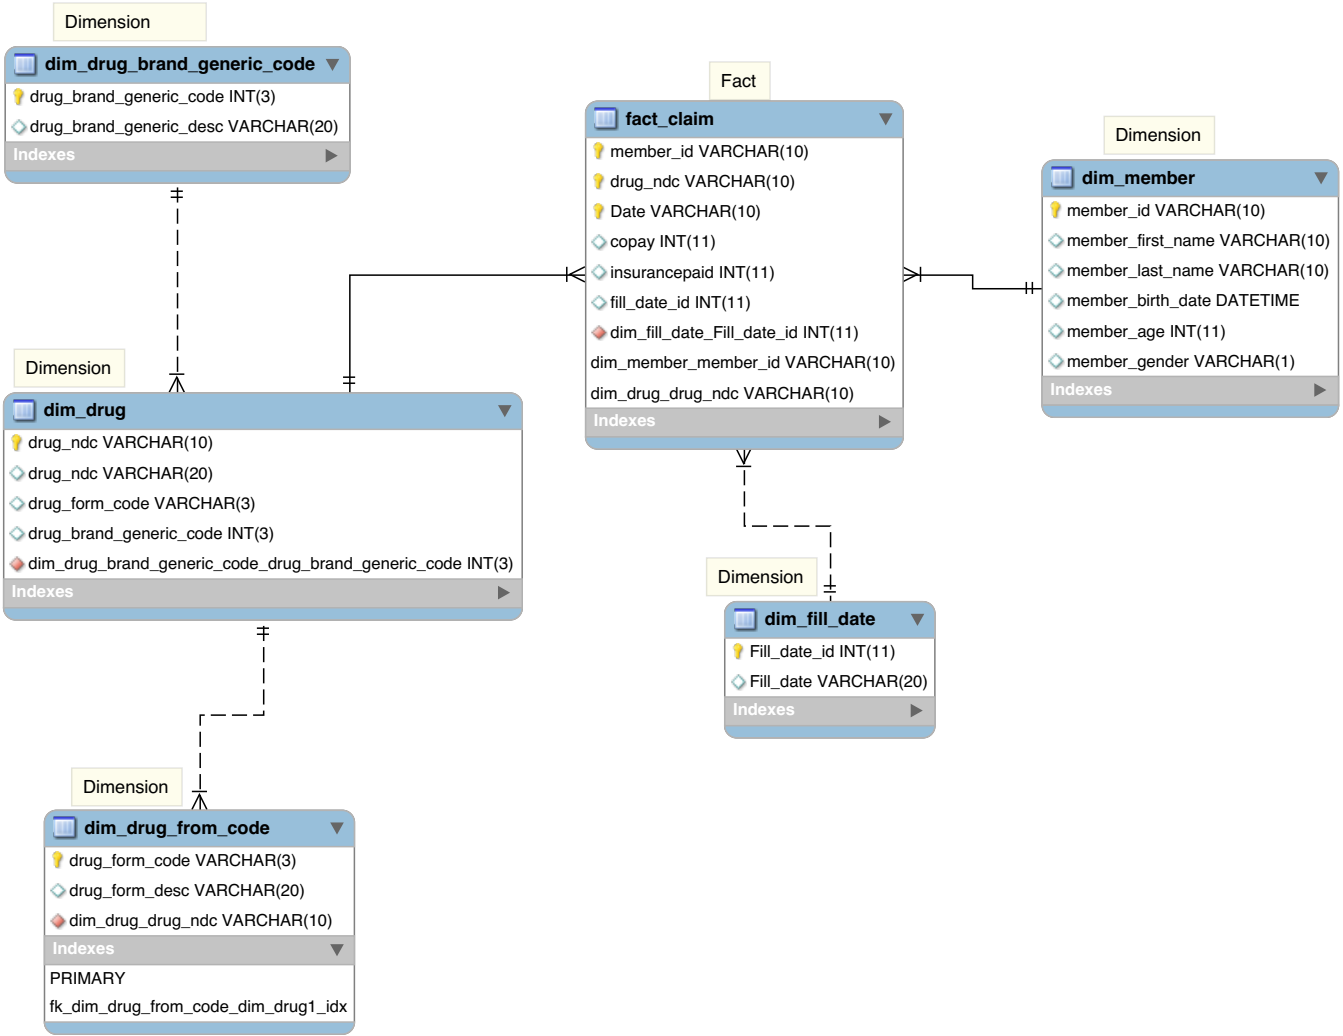 Dimension
dim_drug_brand_generic_code
drug_brand_generic_code INT(3)
drug_brand_generic_desc VARCHAR(20)
Indexes
Fact
fact_claim
member_id VARCHAR(10)
drug_ndc VARCHAR(10)
Date VARCHAR(10)
copay INT(11)
insurancepaid INT(11)
fill_date_id INT(11)
dim_fill_date_Fill_date_id INT(11)
dim_member_member_id VARCHAR(10)
dim_drug_drug_ndc VARCHAR(10)
Indexes
Dimension
dim_member
member_id VARCHAR(10)
member_first_name VARCHAR(10)
member_last_name VARCHAR(10)
member_birth_date DATETIME
member_age INT(11)
member_gender VARCHAR(1)
Indexes
Dimension
dim_drug
drug_ndc VARCHAR(10)
drug_ndc VARCHAR(20)
drug_form_code VARCHAR(3)
drug_brand_generic_code INT(3)
dim_drug_brand_generic_code_drug_brand_generic_code INT(3)
Indexes
Dimension
dim_fill_date
Fill_date_id INT(11)
Fill_date VARCHAR(20)
Indexes
Dimension
dim_drug_from_code
drug_form_code VARCHAR(3)
drug_form_desc VARCHAR(20)
dim_drug_drug_ndc VARCHAR(10)
Indexes
PRIMARY
fk_dim_drug_from_code_dim_drug1_idx